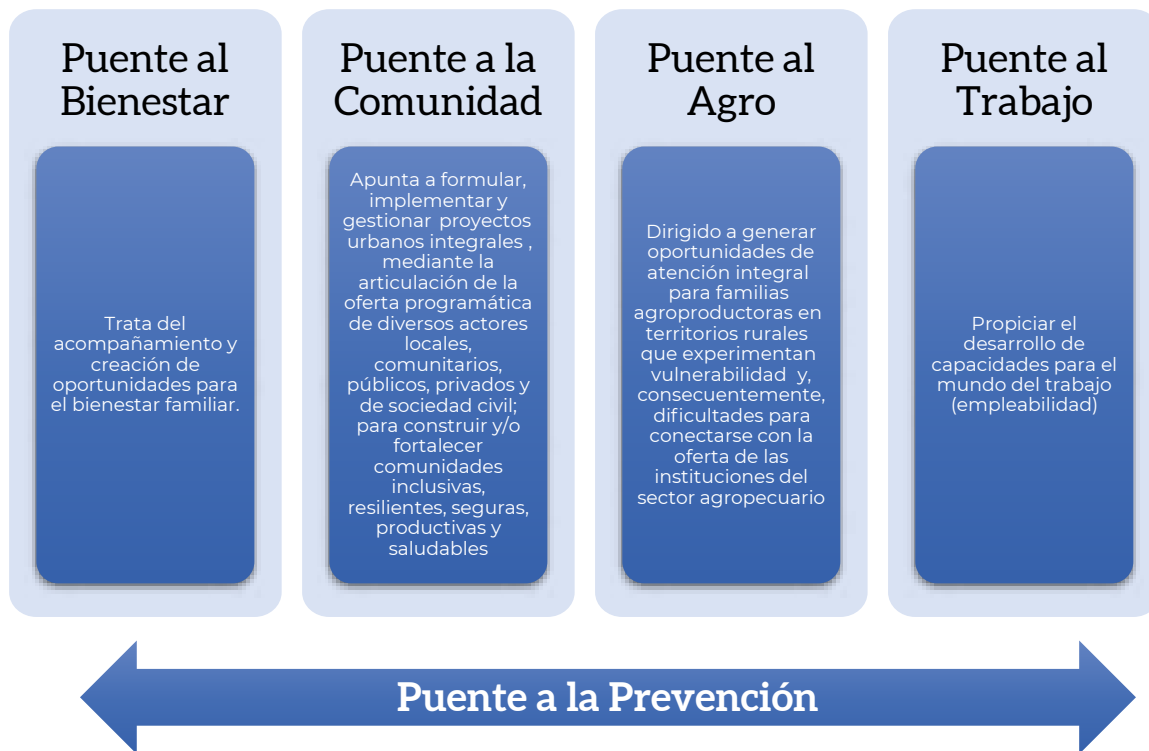 Puente al
Bienestar
Trata del
acompañamiento y
creación de
oportunidades para
el bienestar familiar.
Puente a la
Comunidad
Apunta a formular,
implementar y
gestionar proyectos
urbanos integrales ,
mediante la
articulación de la
oferta programática
de diversos actores
locales,
comunitarios,
públicos, privados y
de sociedad civil;
para construir y/o
fortalecer
comunidades
inclusivas,
resilientes, seguras,
productivas y
saludables
Puente al
Agro
Dirigido a generar
oportunidades de
atención integral
para familias
agroproductoras en
territorios rurales
que experimentan
vulnerabilidad y,
consecuentemente,
dificultades para
conectarse con la
oferta de las
instituciones del
sector agropecuario
Puente al
Trabajo
Propiciar el
desarrollo de
capacidades para el
mundo del trabajo
(empleabilidad)
Puente a la Prevención